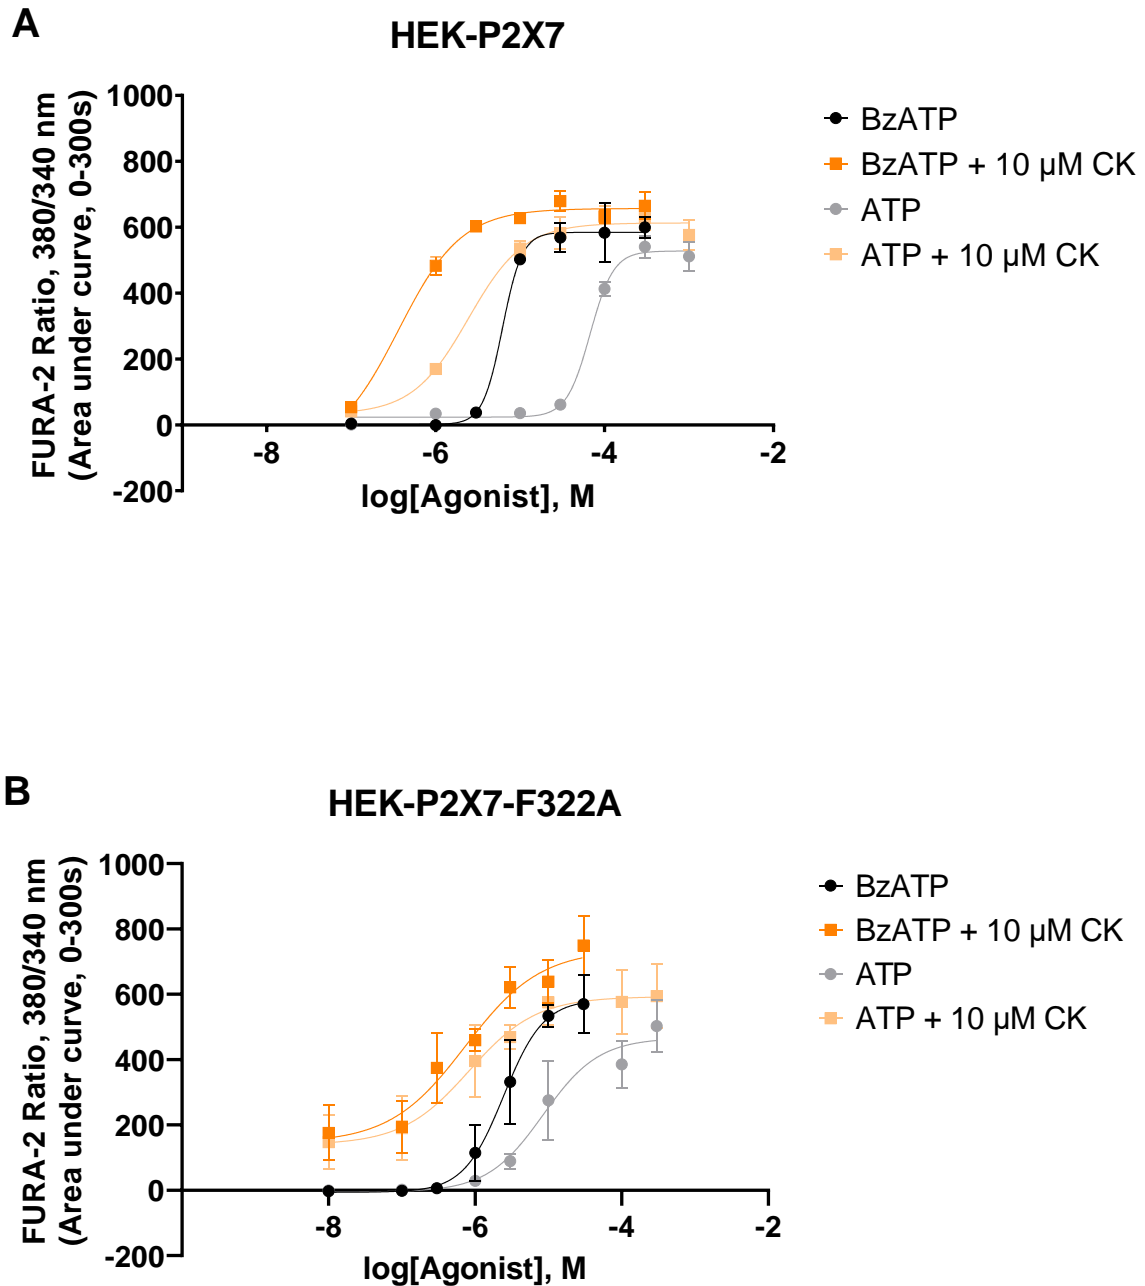 A
HEK-P2X7
FURA-2 Ratio, 380/340 nm
(Area under curve, 0-300s)
1000
800
600
400
200
0
-200
-8
-6
-4
-2
log[Agonist], M
BzATP
BzATP + 10 µM CK
ATP
ATP + 10 µM CK
B
HEK-P2X7-F322A
FURA-2 Ratio, 380/340 nm
(Area under curve, 0-300s)
1000
800
600
400
200
0
-200
-8
-6
-4
-2
log[Agonist], M
BzATP
BzATP + 10 µM CK
ATP
ATP + 10 µM CK